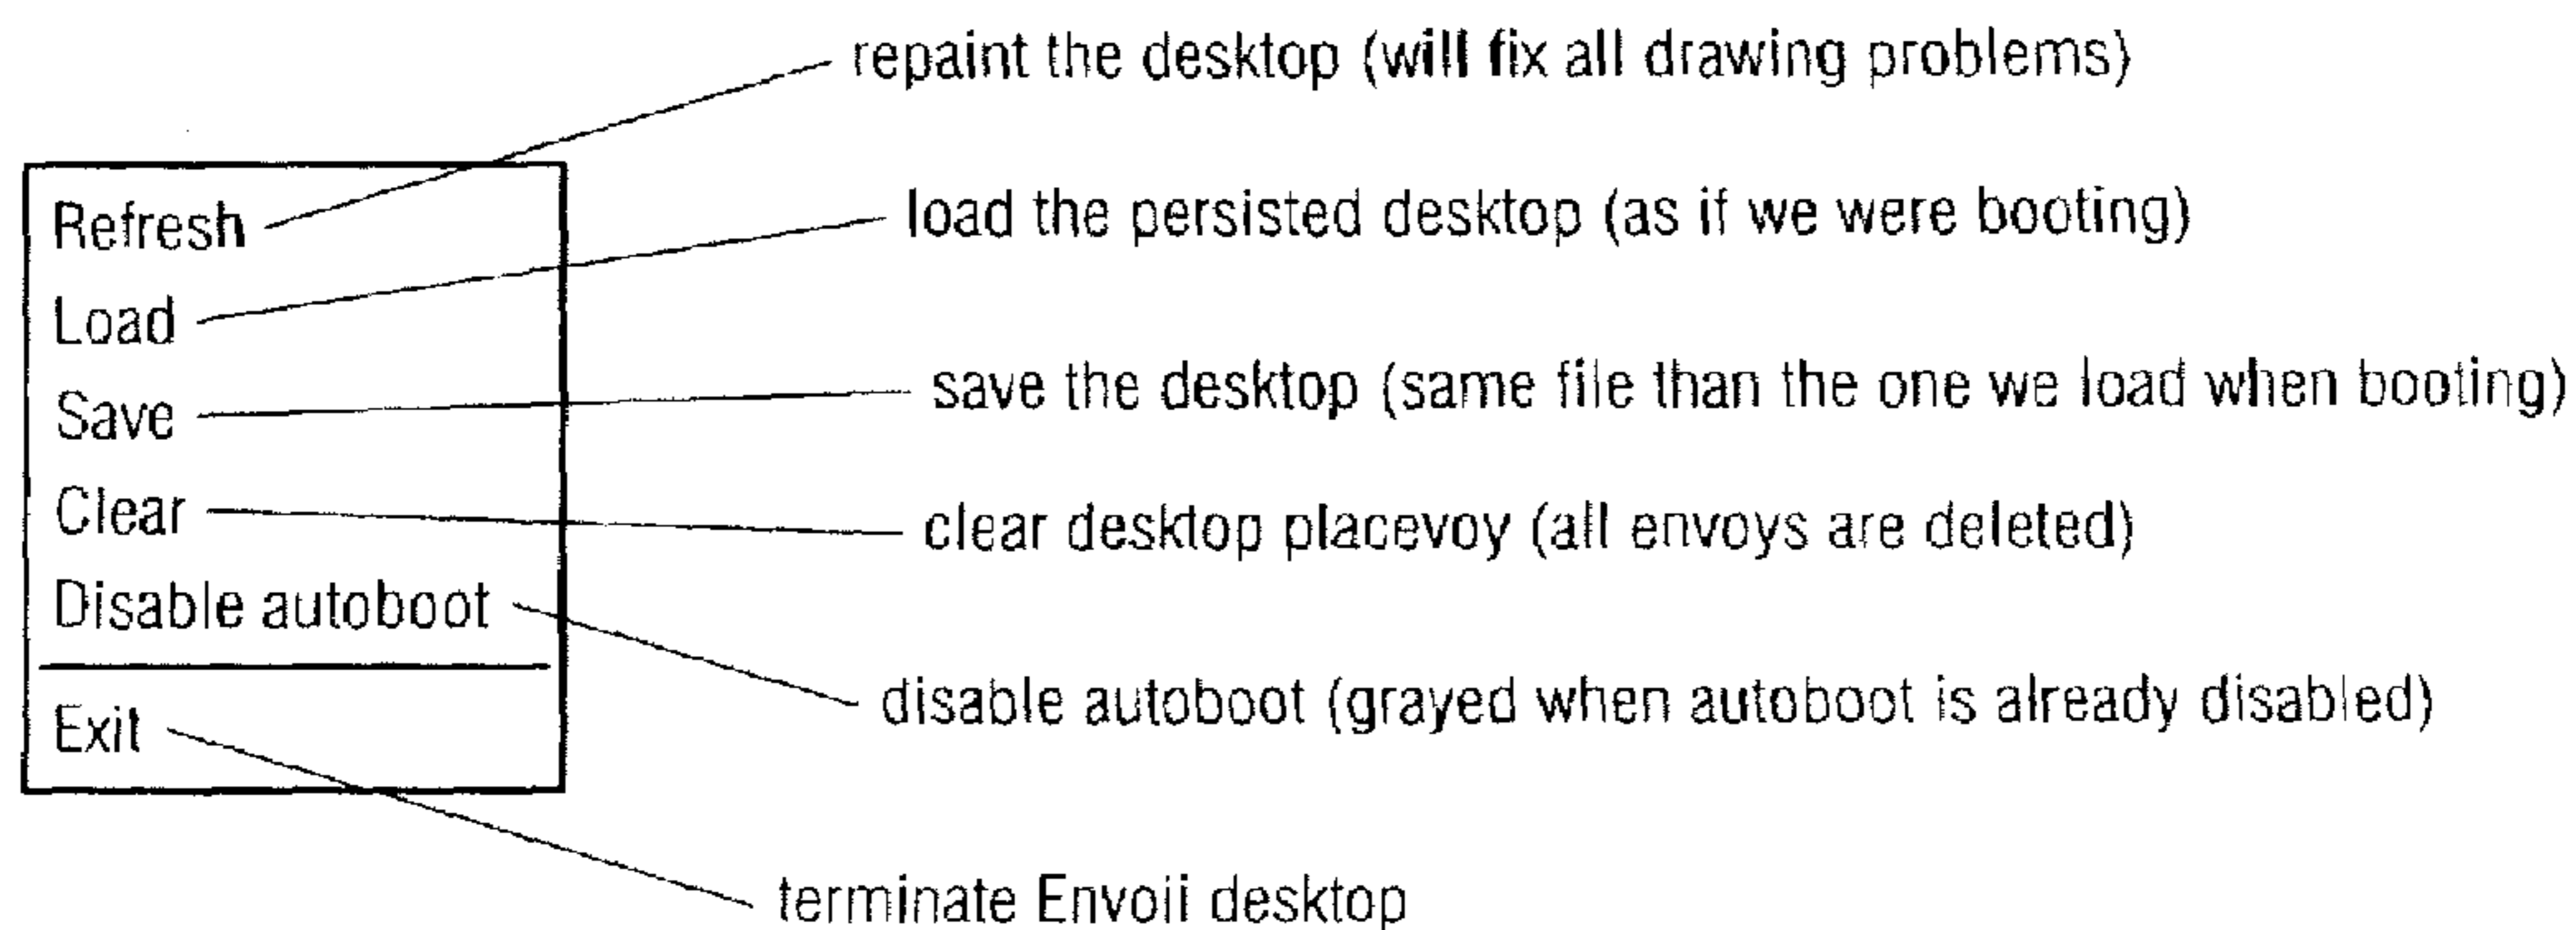 repaint the desktop (will fix all drawing problems)
Refresh
load the persisted desktop (as if we were booting)
Load
save the desktop (same file than the one we load when booting)
Save
Clear
clear desktop placevoy (all envoys are deleted)
Disable autoboot
disable autoboot (grayed when autoboot is already disabled)
Exit
terminate Envoii desktop